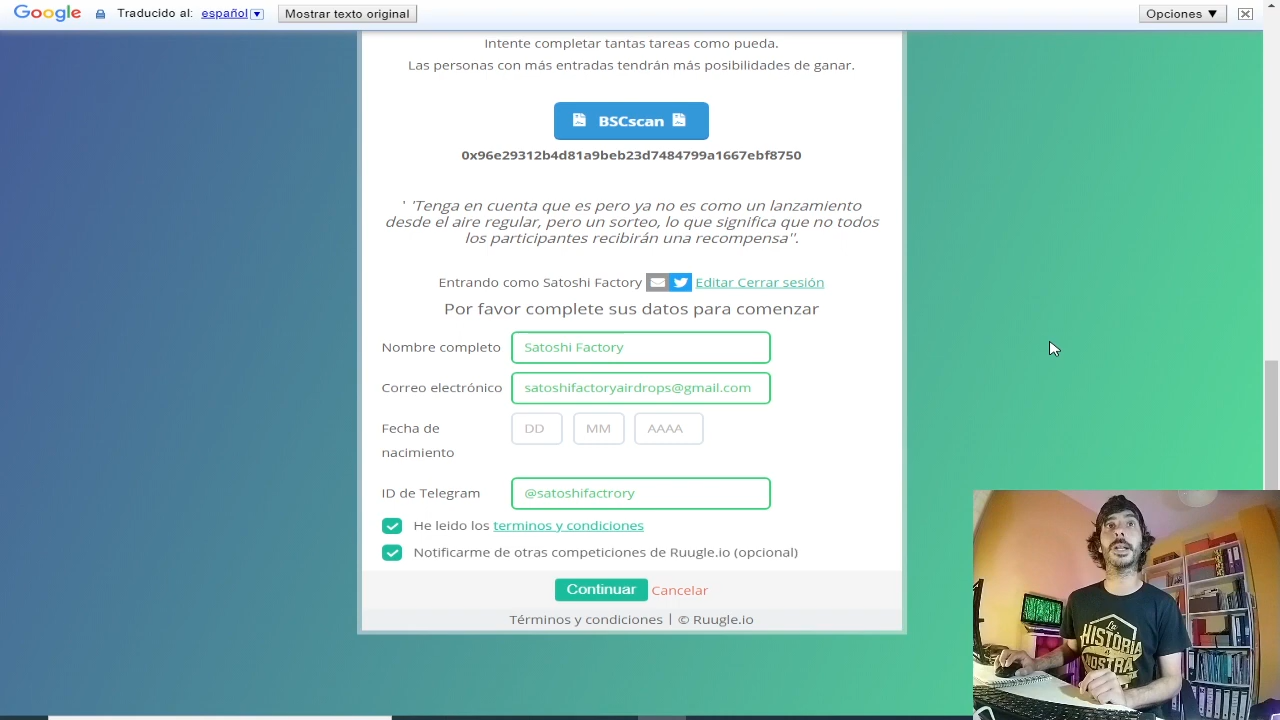 Google Traducido al: español Mostrar texto original Opciones ▼
Intente completar tantas tareas como pueda.
Las personas con más entradas tendrán más posibilidades de ganar.
BSCscan
0x96e29312b4d81a9beb23d7484799a1667ebf8750
' 'Tenga en cuenta que es pero ya no es como un lanzamiento
desde el aire regular, pero un sorteo, lo que significa que no todos
los participantes recibirán una recompensa''.
Entrando como Satoshi Factory Editar Cerrar sesión
Por favor complete sus datos para comenzar
Nombre completo Satoshi Factory
Correo electrónico satoshifactoryairdrops@gmail.com
Fecha de DD MM AAAA
nacimiento
ID de Telegram @satoshifactrory
He leido los terminos y condiciones
Notificarme de otras competiciones de Ruugle.io (opcional)
Continuar Cancelar
Términos y condiciones | © Ruugle.io
La
HISTORIA
NOSTRA